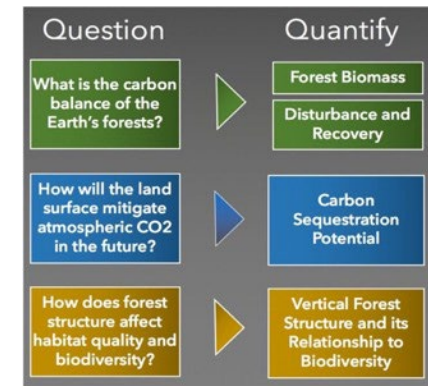 Question
Quantify
What is the carbon
balance of the
Earth's forests?
Forest Biomass
Disturbance and
Recovery
How will the land
surface mitigate
atmospheric CO2
in the future?
Carbon
Sequestration
Potential
How does forest
structure affect
habitat quality and
biodiversity?
Vertical Forest
Structure and its
Relationship to
Biodiversity